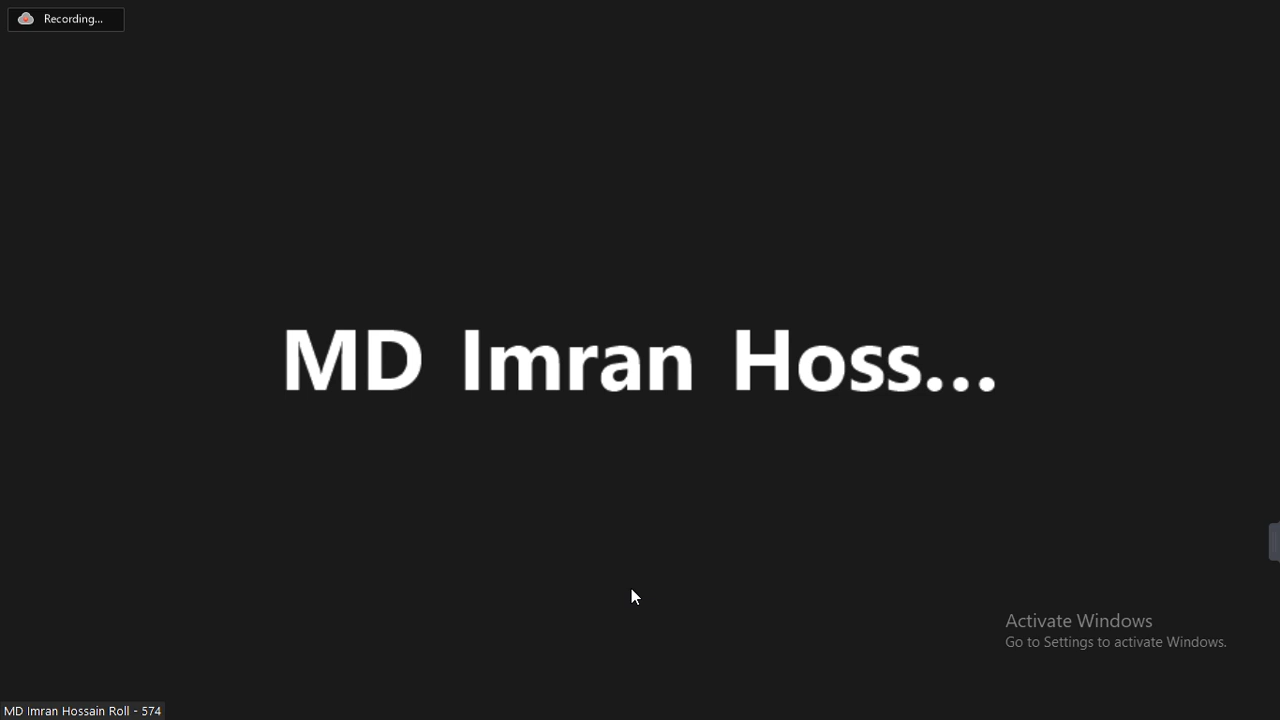 Recording...
MD Imran Hoss...
Activate Windows
Go to Settings to activate Windows.
MD Imran Hossain Roll - 574